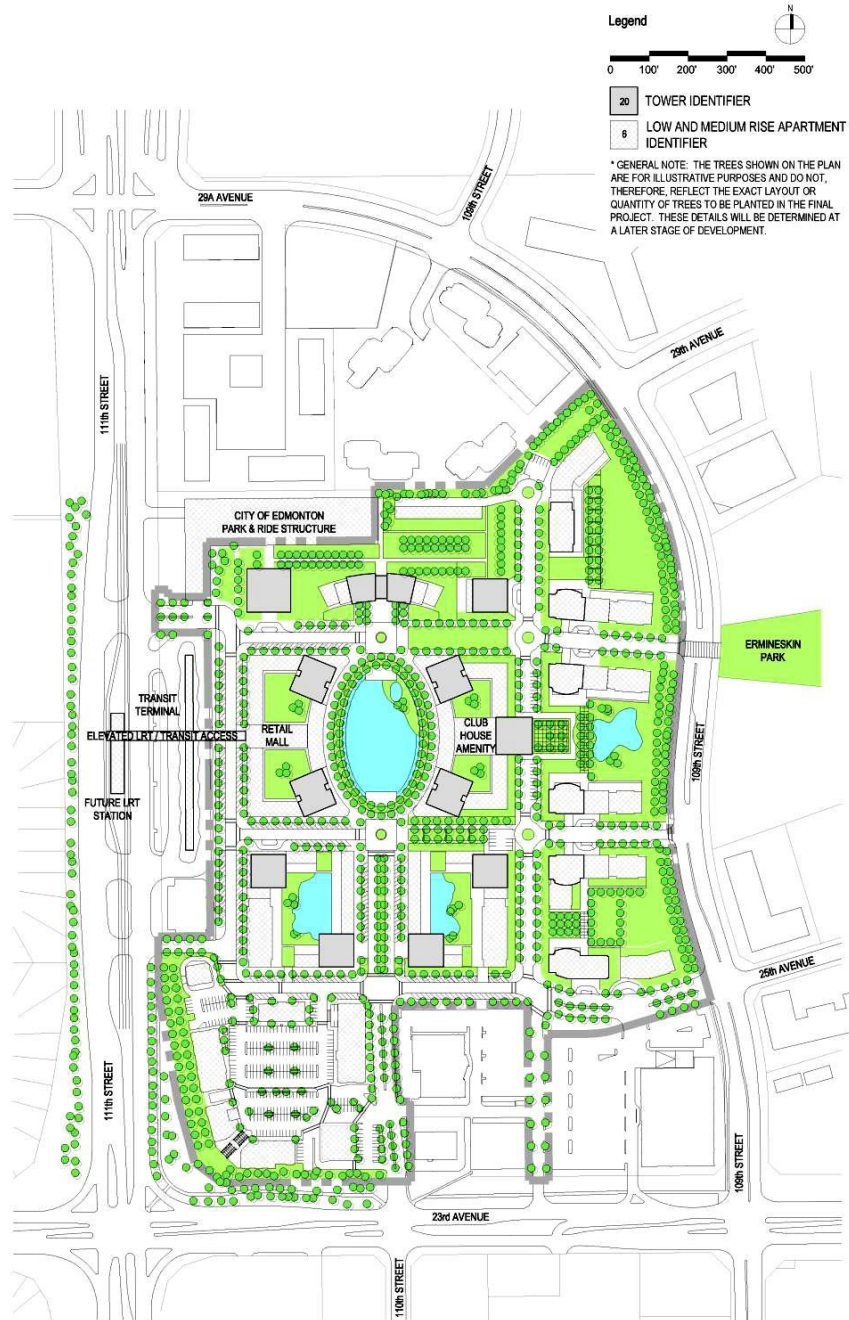 Legend
N
0 100' 200' 300' 400' 500'
20 TOWER IDENTIFIER
6 LOW AND MEDIUM RISE APARTMENT
IDENTIFIER
* GENERAL NOTE: THE TREES SHOWN ON THE PLAN
ARE FOR ILLUSTRATIVE PURPOSES AND DO NOT,
THEREFORE, REFLECT THE EXACT LAYOUT OR
QUANTITY OF TREES TO BE PLANTED IN THE FINAL
PROJECT. THESE DETAILS WILL BE DETERMINED AT
A LATER STAGE OF DEVELOPMENT.
29A AVENUE
109th STREET
29th AVENUE
111th STREET
CITY OF EDMONTON
PARK & RIDE STRUCTURE
ERMINESKIN
PARK
TRANSIT
TERMINAL
ELEVATED LRT / TRANSIT ACCESS
RETAIL
MALL
CLUB
HOUSE
AMENITY
109th STREET
FUTURE LRT
STATION
25th AVENUE
111th STREET
109th STREET
23rd AVENUE
110th STREET